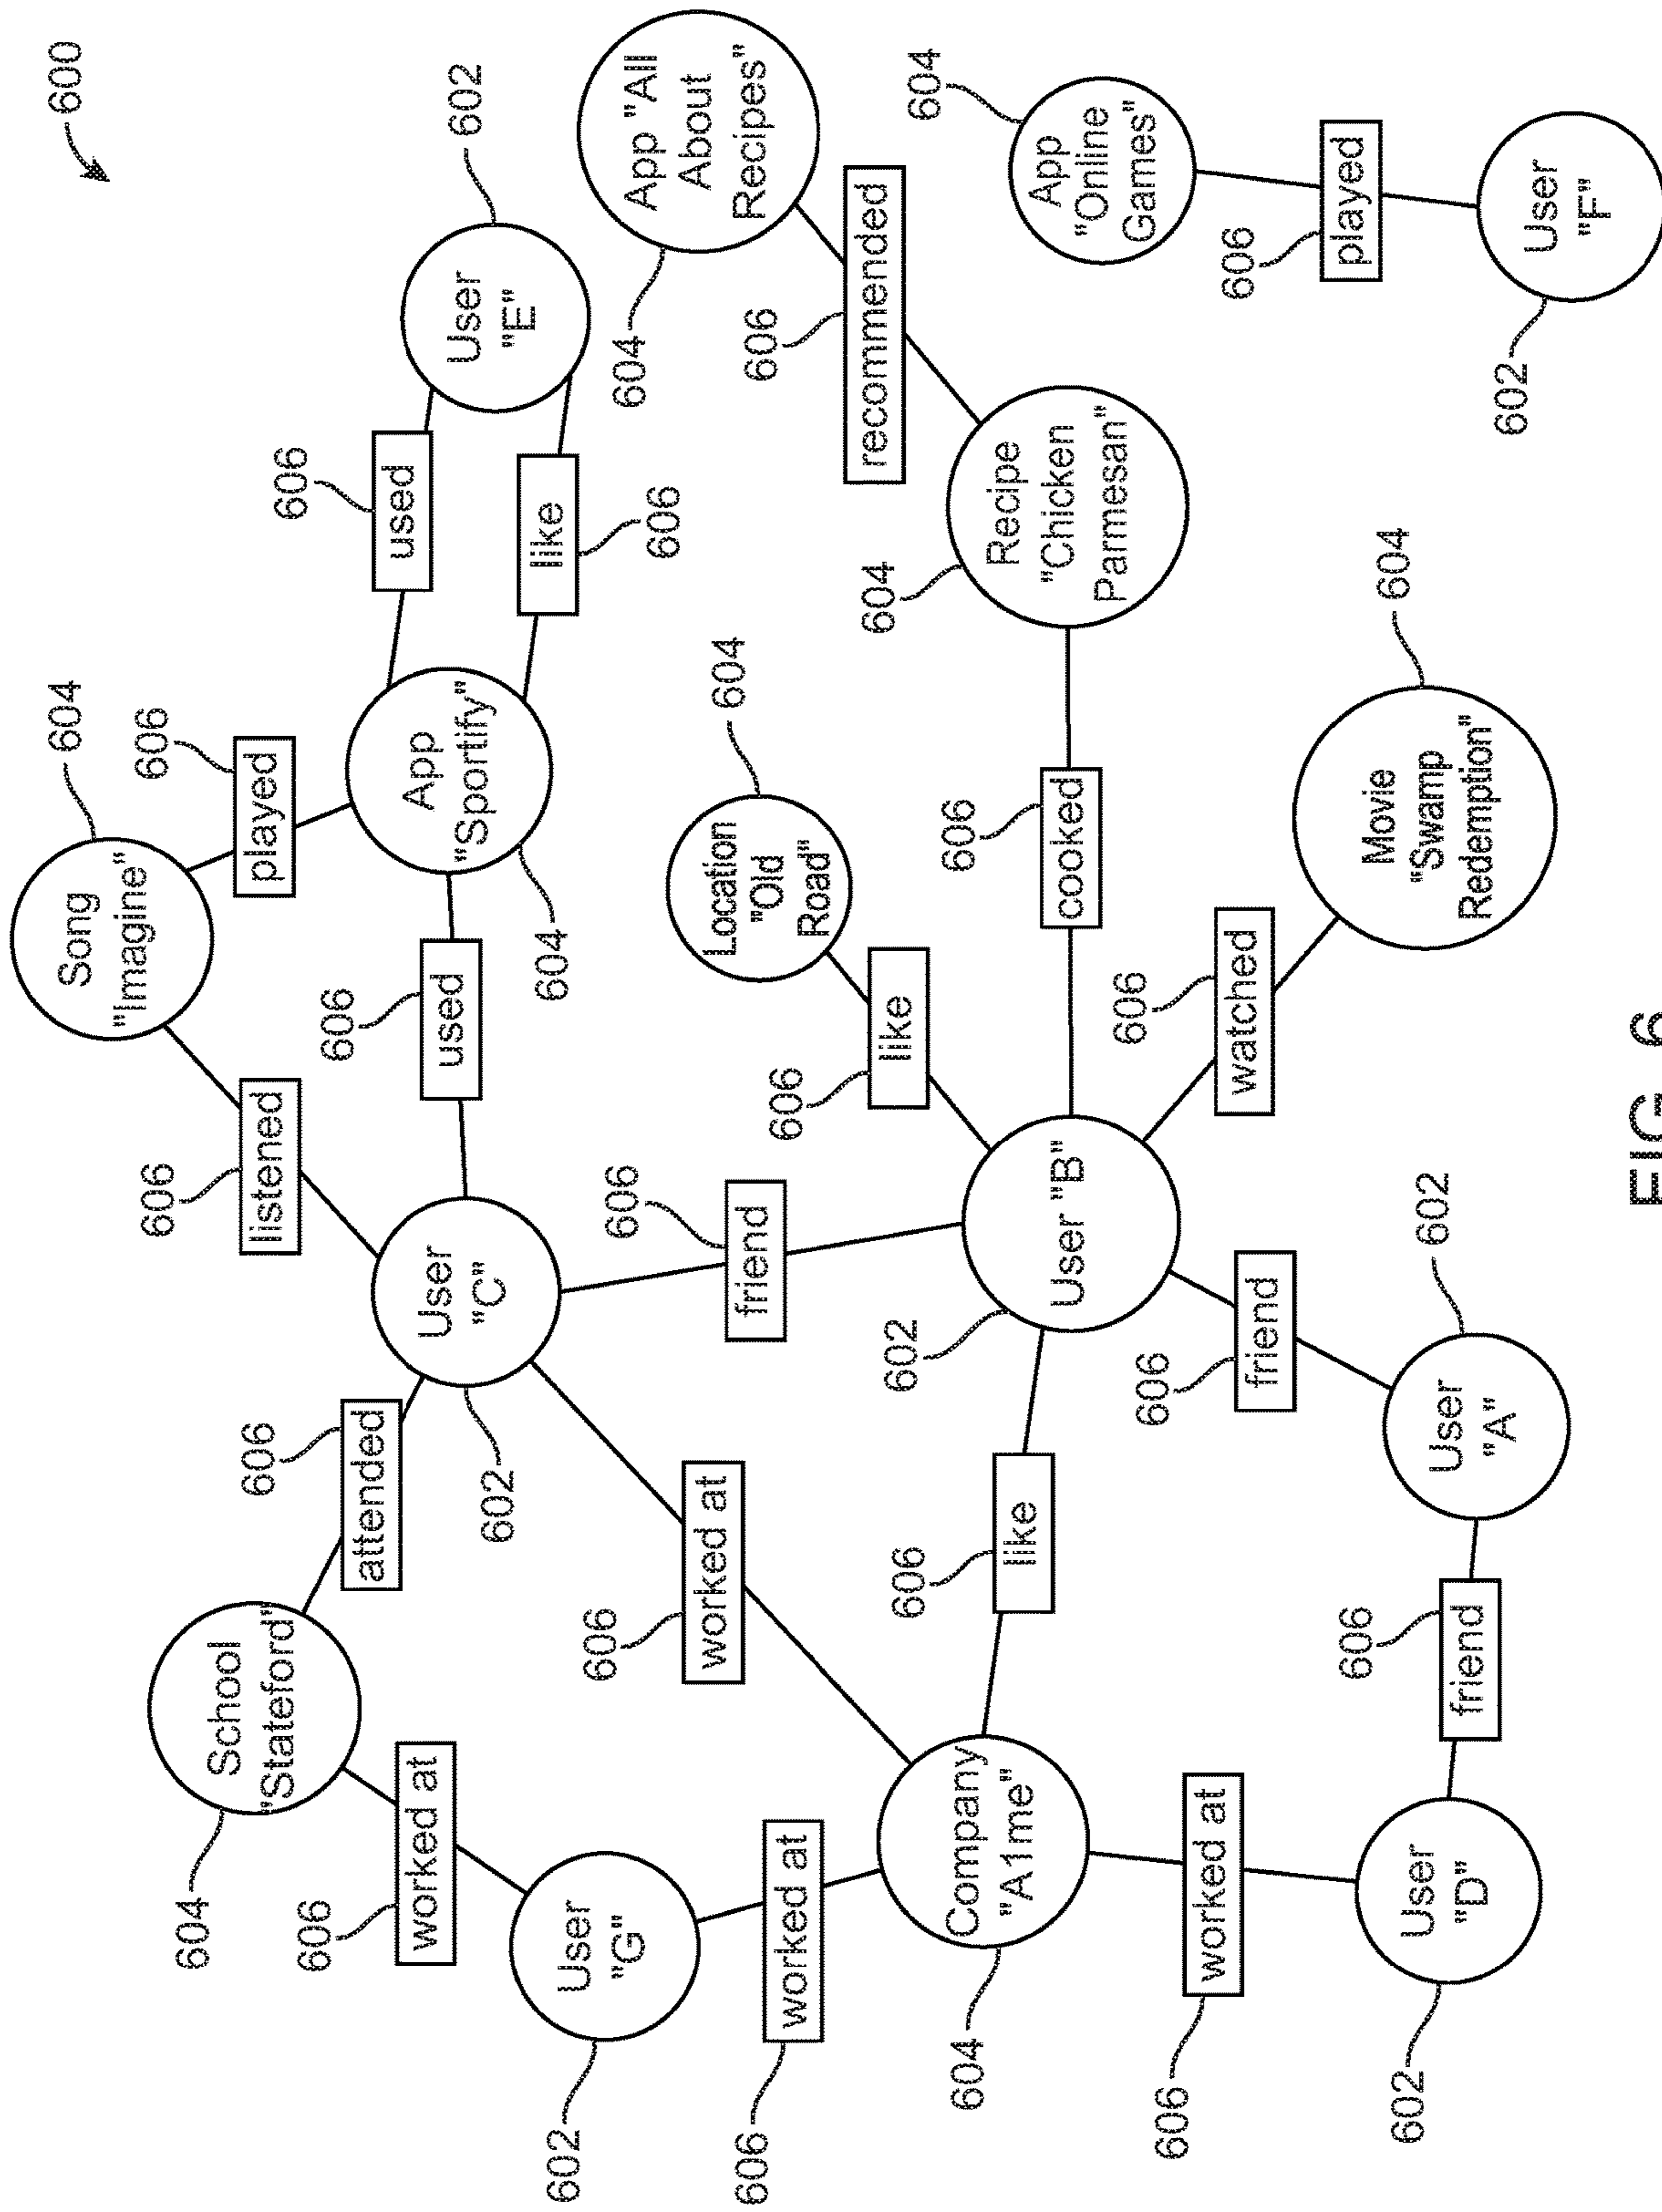 600
Song
"Imagine"
604
played
606
listened
606
School
"Stateford"
604
attended
606
worked at
606
User
"G"
602
User
"C"
602
used
606
App
"Sportify"
604
used
606
like
606
User
"E"
602
worked at
606
worked at
606
friend
606
Location
"Old
Road"
604
like
606
App "All
About
Recipes"
604
recommended
606
Company
"A1me"
604
like
606
User "B"
602
cooked
606
Recipe
"Chicken
Parmesan"
604
App
"Online
Games"
604
played
606
User
"F"
602
worked at
606
friend
606
watched
606
Movie
"Swamp
Redemption"
604
User
"D"
602
friend
606
User
"A"
602
FIG. 6